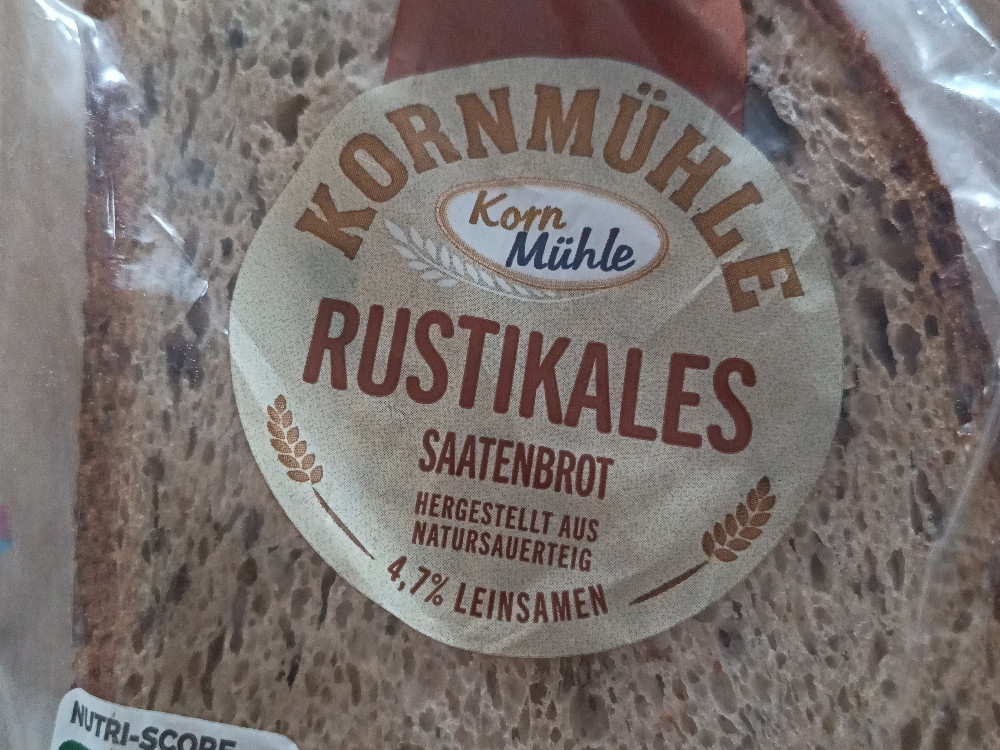 KORNMÜHLE
Korn
Mühle
RUSTIKALES
SAATENBROT
HERGESTELLT AUS
NATURSAUERTEIG
4,7% LEINSAMEN
NUTRI-SCORE